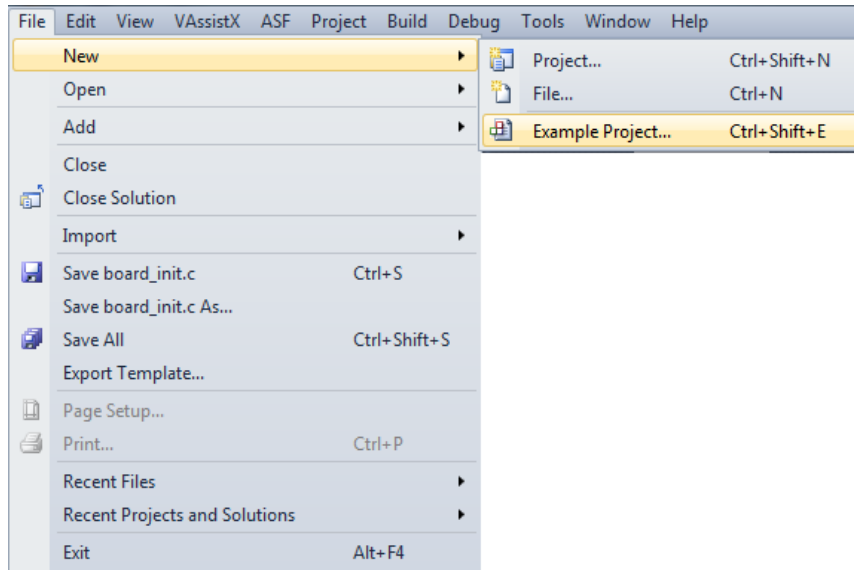 File Edit View VAssistX ASF Project Build Debug Tools Window Help
New
Project... Ctrl+Shift+N
Open
File... Ctrl+N
Add
Example Project... Ctrl+Shift+E
Close
Close Solution
Import
Save board_init.c Ctrl+S
Save board_init.c As...
Save All Ctrl+Shift+S
Export Template...
Page Setup...
Print... Ctrl+P
Recent Files
Recent Projects and Solutions
Exit Alt+F4